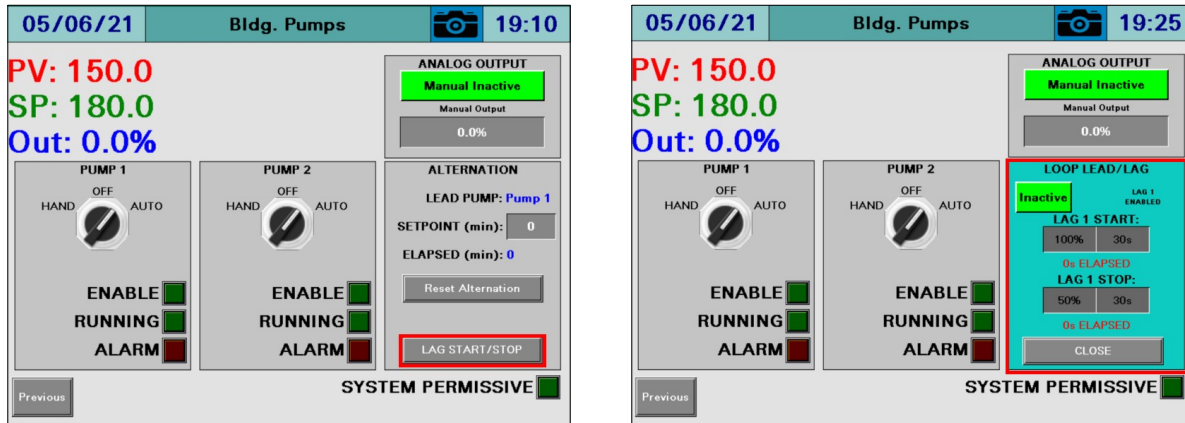 05/06/21 Bldg. Pumps 19:10
PV: 150.0
SP: 180.0
Out: 0.0%
ANALOG OUTPUT
Manual Inactive
Manual Output
0.0%
PUMP 1
OFF
HAND AUTO
ENABLE
RUNNING
ALARM
PUMP 2
OFF
HAND AUTO
ENABLE
RUNNING
ALARM
ALTERNATION
LEAD PUMP: Pump 1
SETPOINT (min): 0
ELAPSED (min): 0
Reset Alternation
LAG START/STOP
Previous
SYSTEM PERMISSIVE
05/06/21 Bldg. Pumps 19:25
PV: 150.0
SP: 180.0
Out: 0.0%
ANALOG OUTPUT
Manual Inactive
Manual Output
0.0%
PUMP 1
OFF
HAND AUTO
ENABLE
RUNNING
ALARM
PUMP 2
OFF
HAND AUTO
ENABLE
RUNNING
ALARM
LOOP LEAD/LAG
Inactive
LAG 1
ENABLED
LAG 1 START:
100% 30s
0s ELAPSED
LAG 1 STOP:
50% 30s
0s ELAPSED
CLOSE
Previous
SYSTEM PERMISSIVE